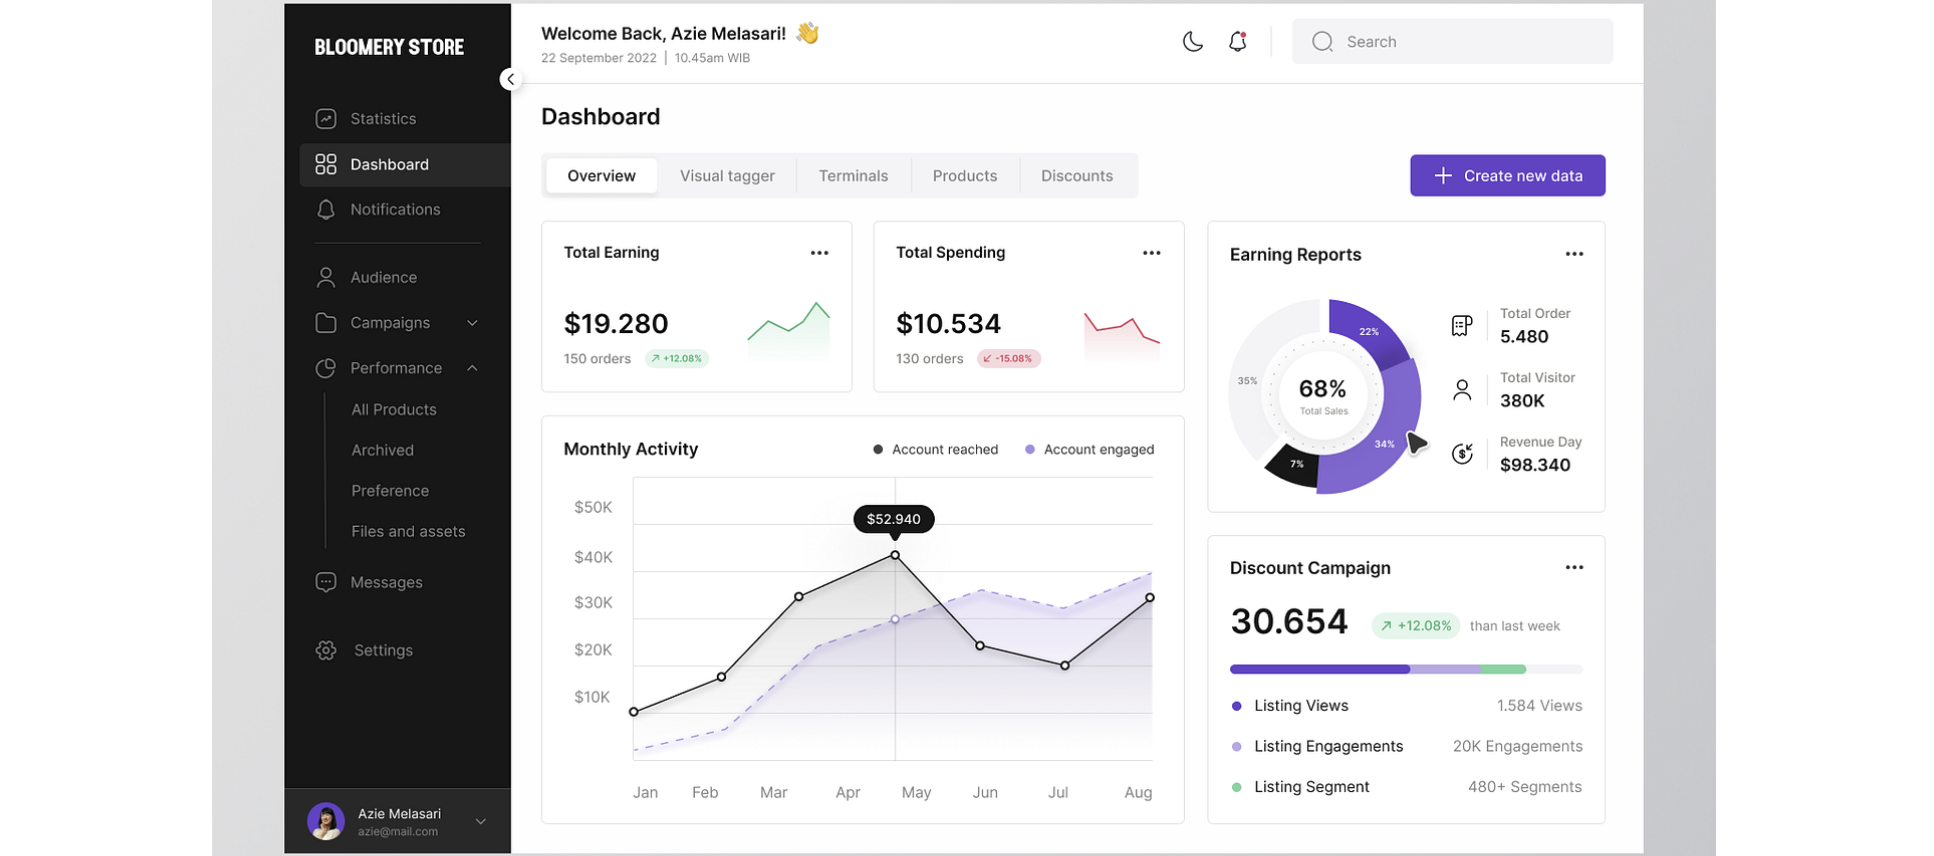 BLOOMERY STORE
Statistics
Dashboard
Notifications
Audience
Campaigns
Performance
All Products
Archived
Preference
Files and assets
Messages
Settings
Azie Melasari
azie@mail.com
Welcome Back, Azie Melasari! 👋
22 September 2022 | 10.45am WIB
Search
Dashboard
Overview Visual tagger Terminals Products Discounts
+ Create new data
Total Earning
$19.280
150 orders +12.08%
Total Spending
$10.534
130 orders -15.08%
Earning Reports
22%
35%
68%
Total Sales
34%
7%
Total Order
5.480
Total Visitor
380K
Revenue Day
$98.340
Monthly Activity
Account reached Account engaged
$50K
$52.940
$40K
$30K
$20K
$10K
Jan Feb Mar Apr May Jun Jul Aug
Discount Campaign
30.654 +12.08% than last week
Listing Views 1.584 Views
Listing Engagements 20K Engagements
Listing Segment 480+ Segments